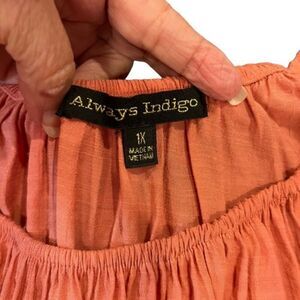 Always Indigo
1X
MADE IN
VIETNAM